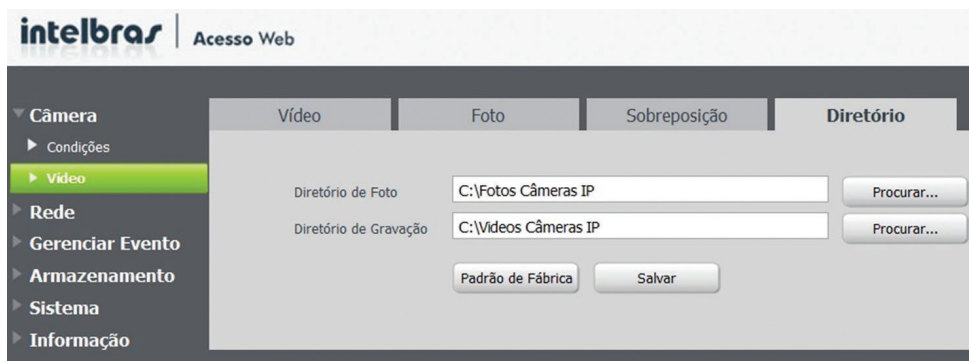 intelbras Acesso Web
Câmera
Condições
Vídeo
Rede
Gerenciar Evento
Armazenamento
Sistema
Informação
Vídeo Foto Sobreposição Diretório
Diretório de Foto C:\Fotos Câmeras IP Procurar...
Diretório de Gravação C:\Videos Câmeras IP Procurar...
Padrão de Fábrica Salvar